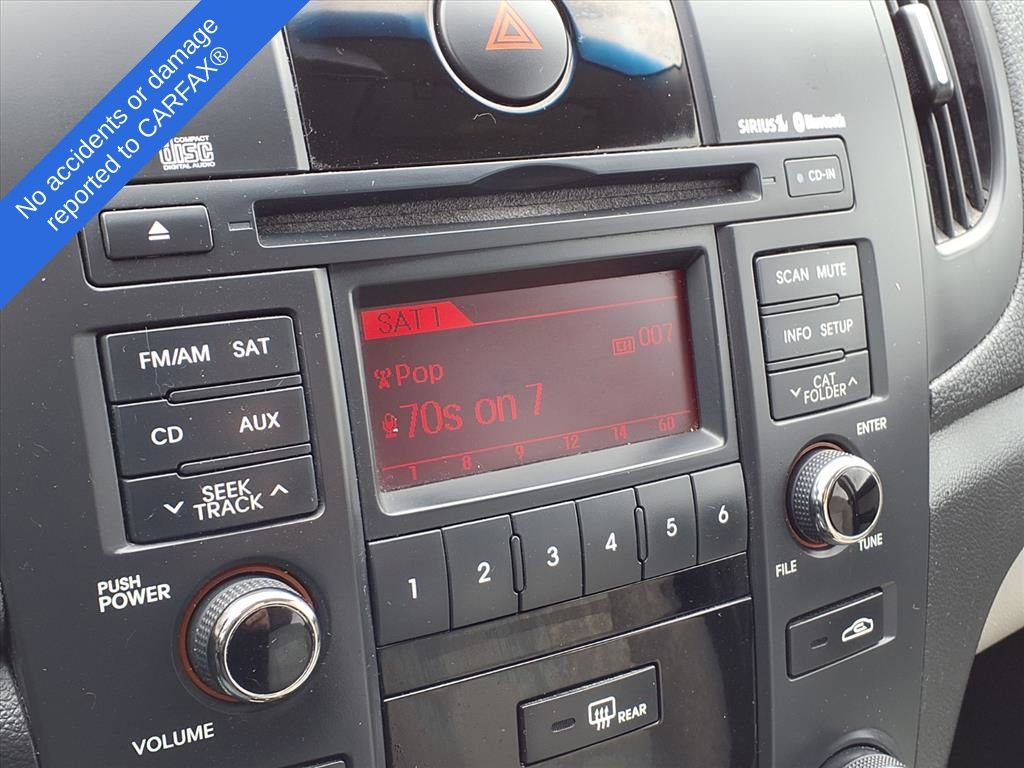 No accidents or damage
reported to CARFAX®
COMPACT
DISC
DIGITAL AUDIO
SIRIUS Bluetooth
CD-IN
FM/AM SAT
CD AUX
SEEK
TRACK
PUSH
POWER
VOLUME
SAT1
CH 007
Pop
70s on 7
1 8 9 12 14 60
1 2 3 4 5 6
SCAN MUTE
INFO SETUP
CAT
FOLDER
ENTER
TUNE
FILE
REAR